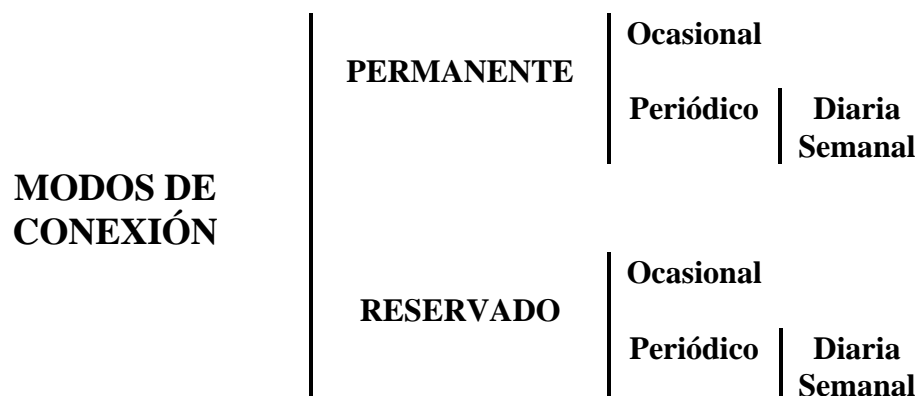 Ocasional
PERMANENTE
Periódico Diaria
Semanal
MODOS DE
CONEXIÓN
Ocasional
RESERVADO
Periódico Diaria
Semanal